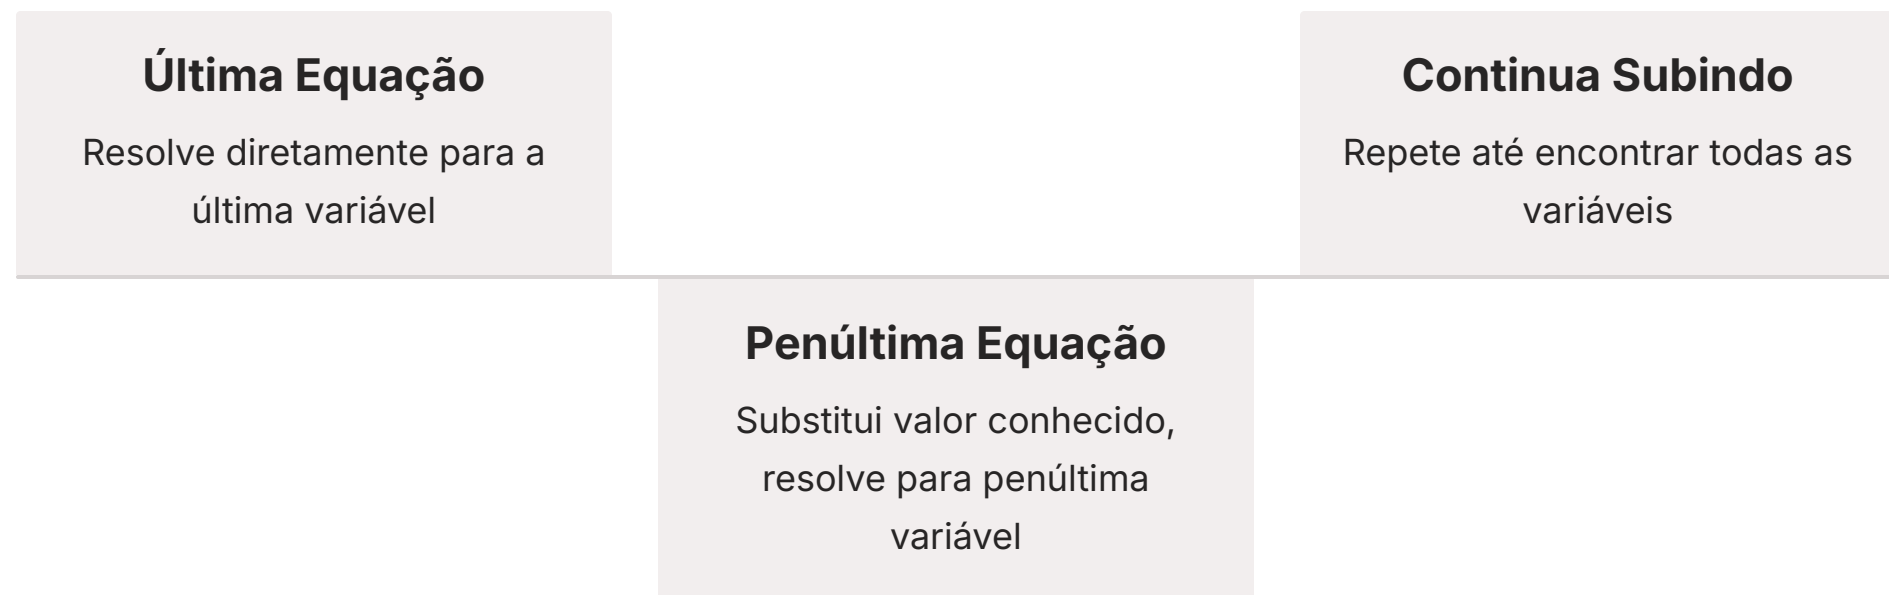 Última Equação
Resolve diretamente para a
última variável
Penúltima Equação
Substitui valor conhecido,
resolve para penúltima
variável
Continua Subindo
Repete até encontrar todas as
variáveis